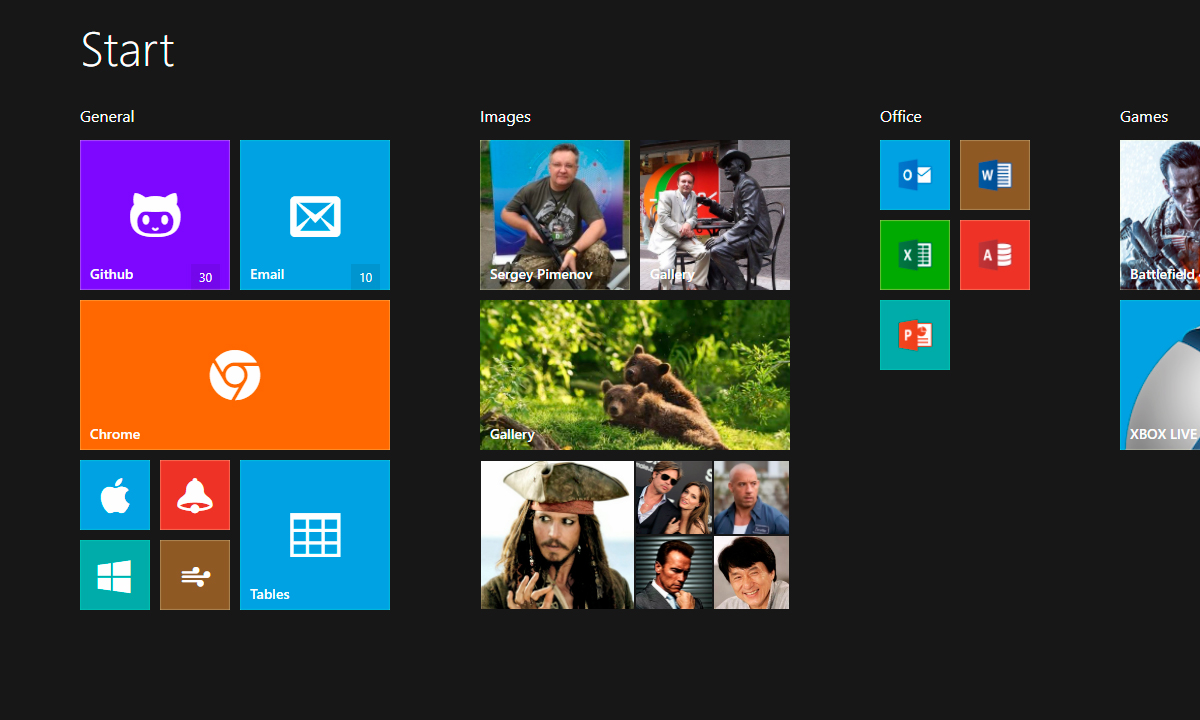 Start
General
Images
Office
Games
Github
30
Email
10
Sergey Pimenov
Gallery
O
W
Battlefield
X
A
Chrome
Gallery
P
XBOX LIVE
Tables